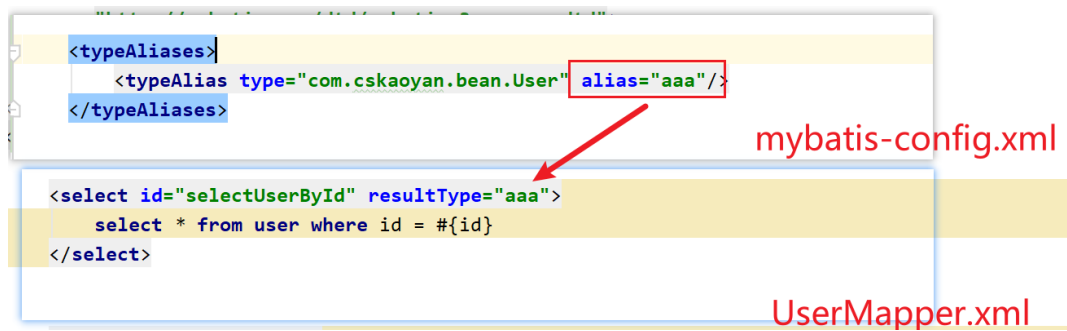 <typeAliases>
<typeAlias type="com.cskaoyan.bean.User" alias="aaa"/>
</typeAliases>
mybatis-config.xml
<select id="selectUserById" resultType="aaa">
select * from user where id = #{id}
</select>
UserMapper.xml